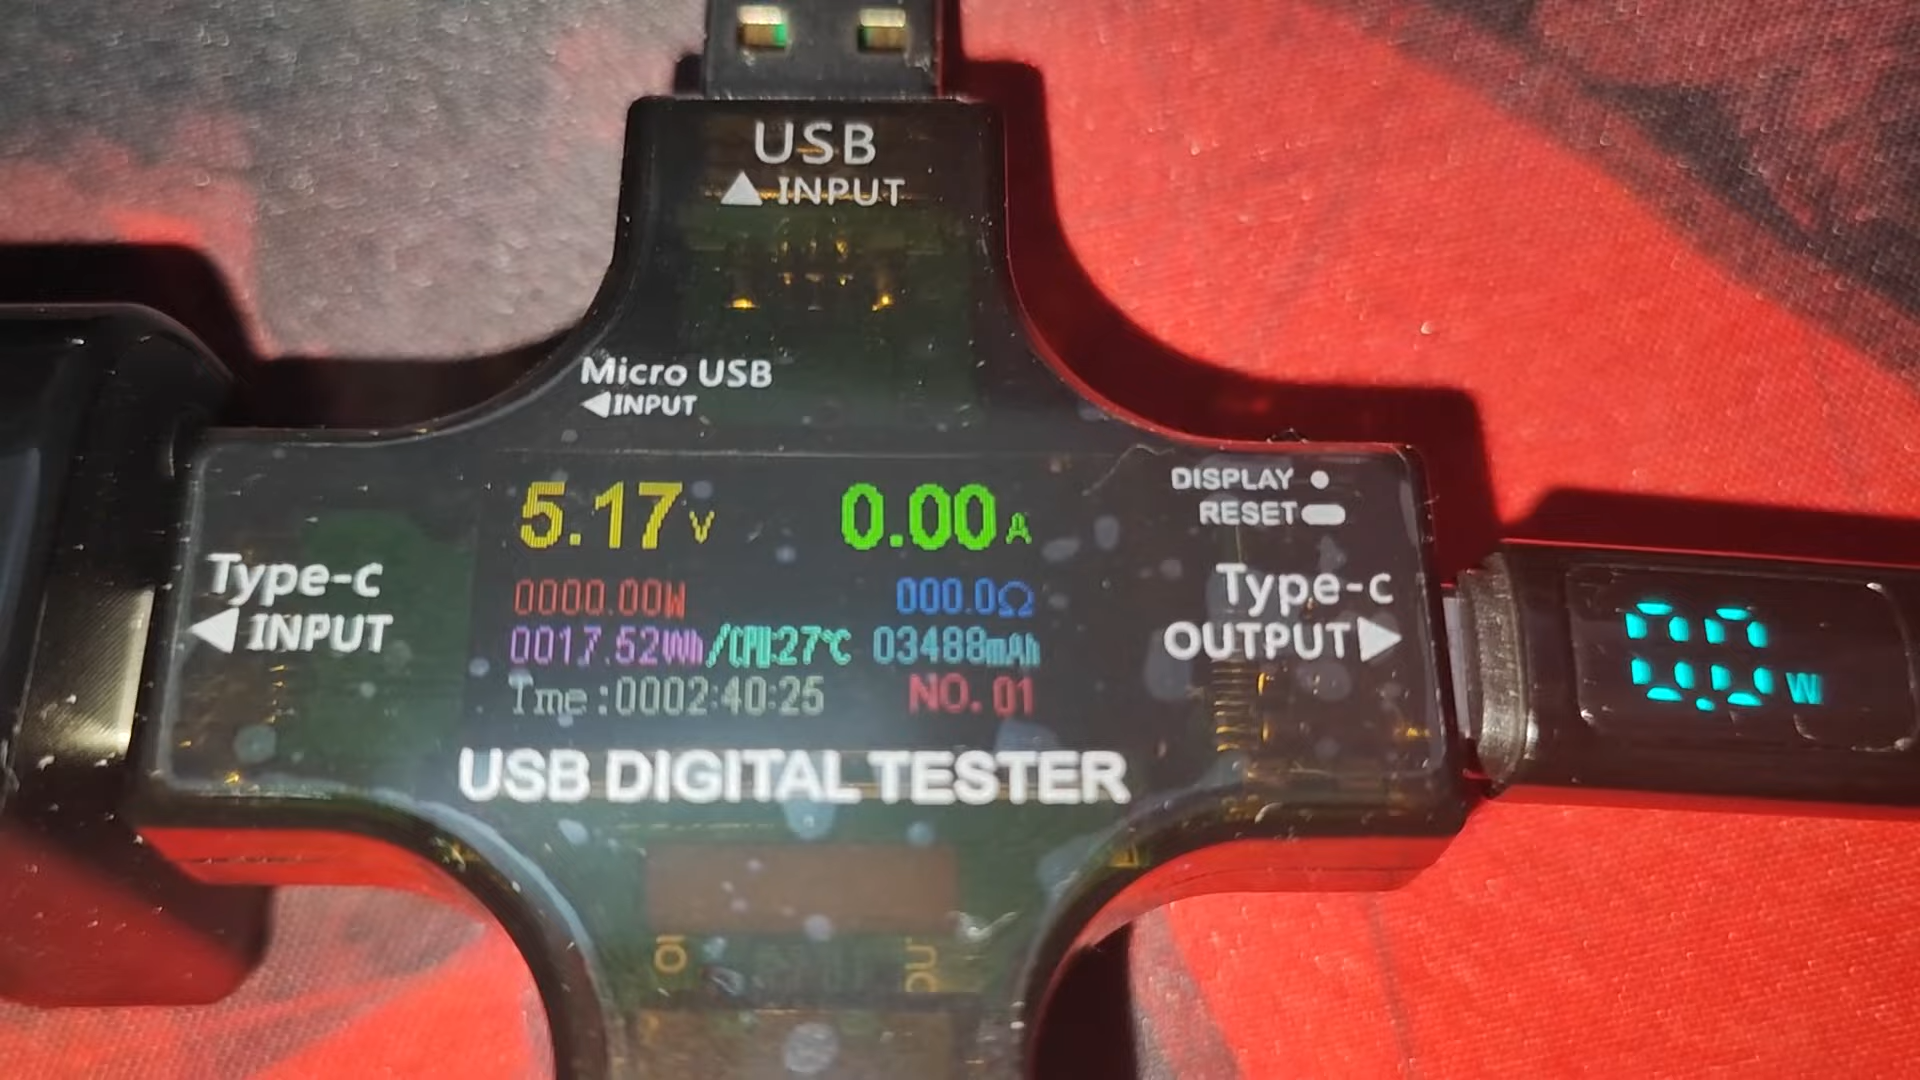 USB
▲INPUT
Micro USB
◀INPUT
DISPLAY ●
RESET
5.17V
0.00A
Type-c
◀INPUT
0000.00W
000.0Ω
0017.52Wh/CPU:27℃ 03488mAh
Tme:0002:40:25
NO.01
Type-c
OUTPUT▶
0.0W
USB DIGITAL TESTER